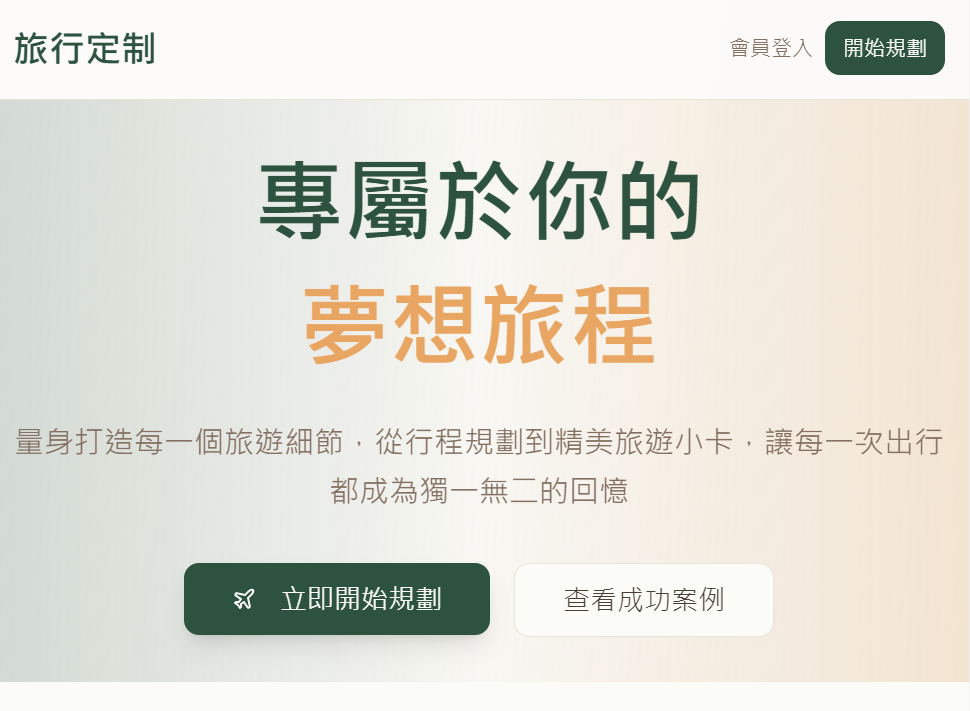 旅行定制
會員登入
開始規劃
專屬於你的
夢想旅程
量身打造每一個旅遊細節，從行程規劃到精美旅遊小卡，讓每一次出行
都成為獨一無二的回憶
立即開始規劃
查看成功案例